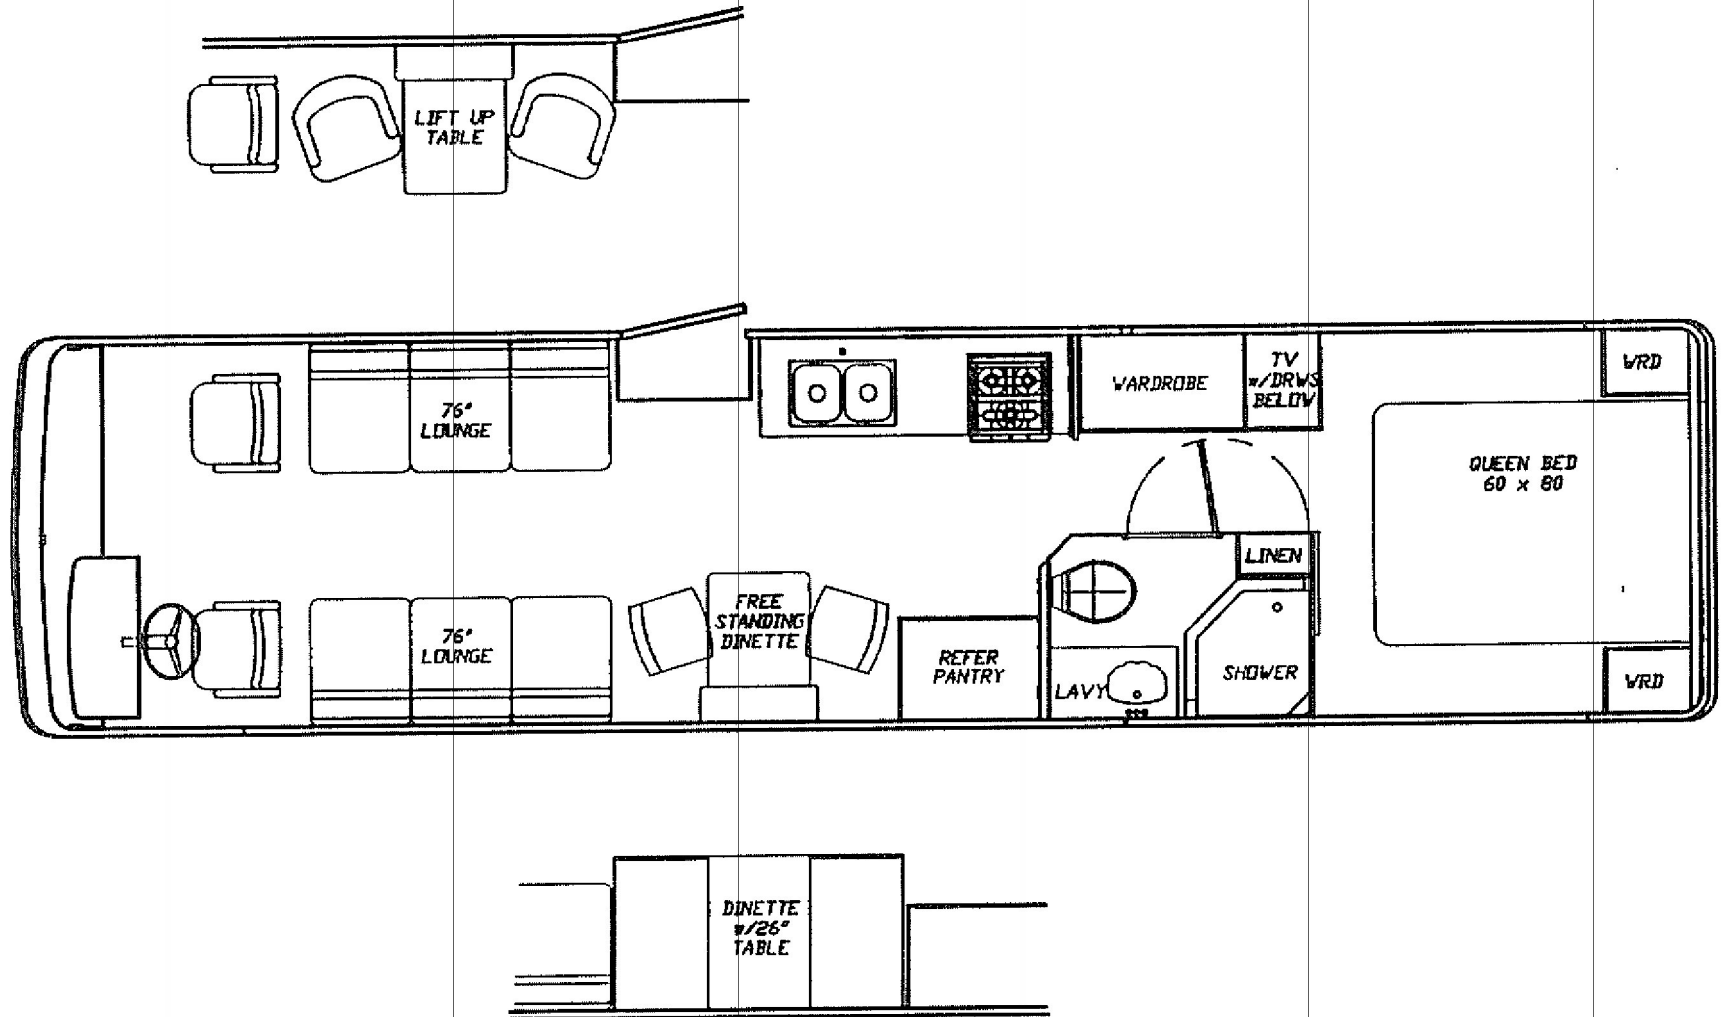 LIFT UP
TABLE
76"
LOUNGE
WARDROBE
TV
w/DRWS
BELOW
WRD
QUEEN BED
60 x 80
LINEN
76"
LOUNGE
FREE
STANDING
DINETTE
REFER
PANTRY
LAVY
SHOWER
WRD
DINETTE
w/26"
TABLE